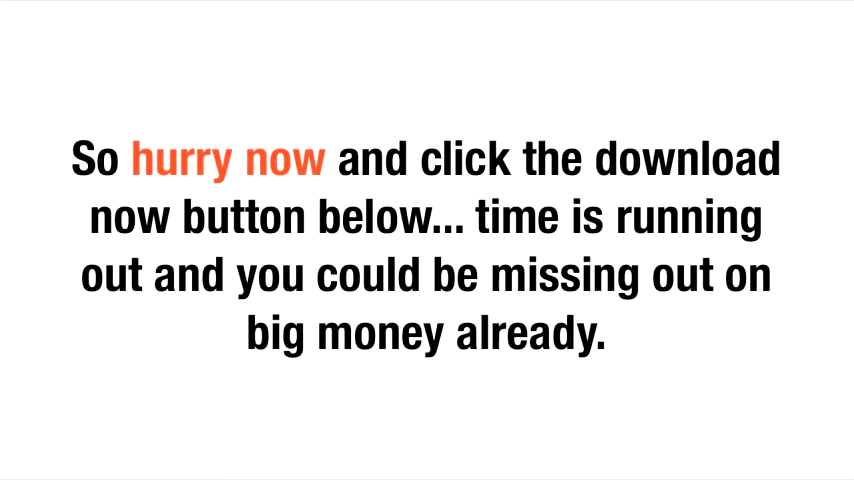 So hurry now and click the download
now button below... time is running
out and you could be missing out on
big money already.